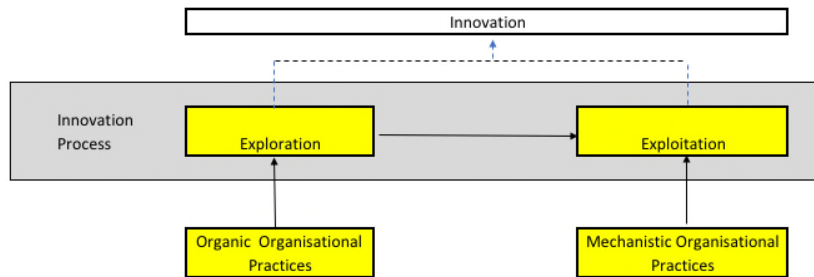 Innovation
Innovation
Process
Exploration
Exploitation
Organic Organisational
Practices
Mechanistic Organisational
Practices